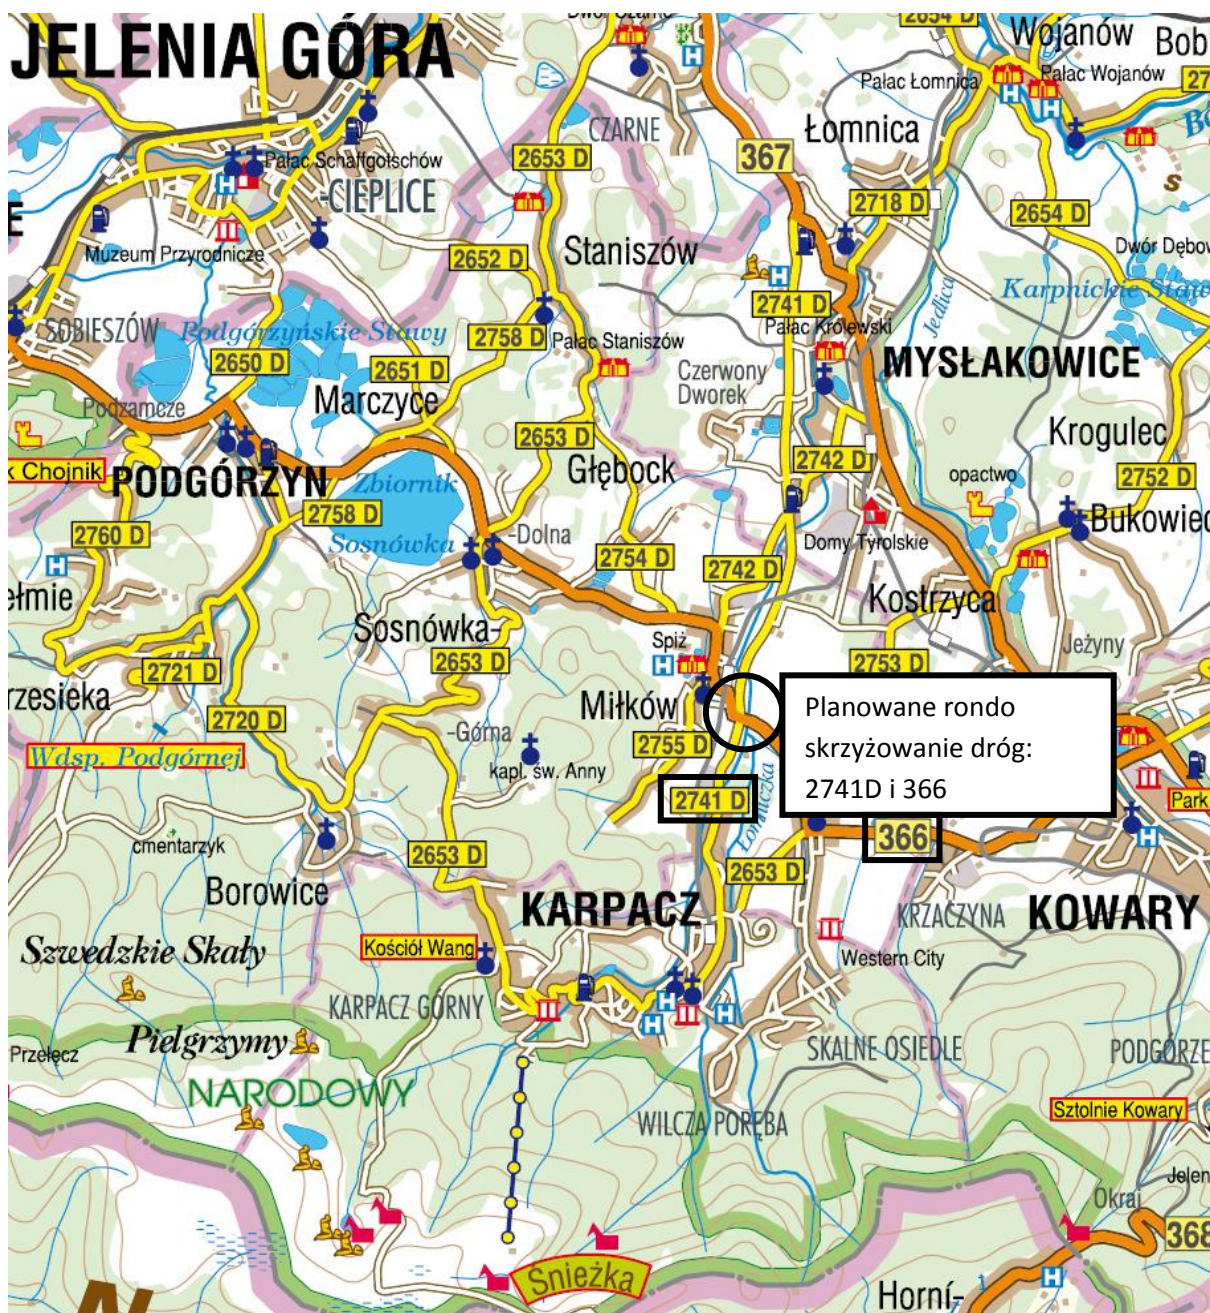 JELENIA GÓRA
2654 D
Wojanów
Pałac Łomnica
Pałac Wojanów
CZARNE
367
Łomnica
Pałac Schaffgotschów
-CIEPLICE
2653 D
2718 D
2654 D
s
Muzeum Przyrodnicze
2652 D
Staniszów
Jedlica
2741 D
Pałac Królewski
SOBIESZÓW
Podgórzyńskie Stawy
2758 D
Pałac Staniszów
2650 D
2651 D
Czerwony
Dworek
MYSŁAKOWICE
Podzamcze
Marczyce
2653 D
Krogulec
k Chojnik
PODGÓRZYN
Zbiornik
Sosnówka
Głębock
2742 D
2752 D
opactwo
2758 D
2760 D
-Dolna
Domy Tyrolskie
Bukowiec
2754 D
2742 D
ełmie
Kostrzyca
Sosnówka-
Spiż
Jeżyny
2653 D
2753 D
2721 D
rzesieka
2720 D
Miłków
Planowane rondo
skrzyżowanie dróg:
2741D i 366
-Górna
2755 D
Wdsp. Podgórnej
kapl. św. Anny
2741 D
Łomniczka
Park
cmentarzyk
366
2653 D
2653 D
Borowice
KARPACZ
KRZACZYNA
KOWARY
Szwedzkie Skały
Kościół Wang
Western City
KARPACZ GÓRNY
Pielgrzymy
SKALNE OSIEDLE
PODGÓRZE
Przełęcz
NARODOWY
WILCZA PORĘBA
Sztolnie Kowary
Jelen
Okraj
368
Śnieżka
Horní-